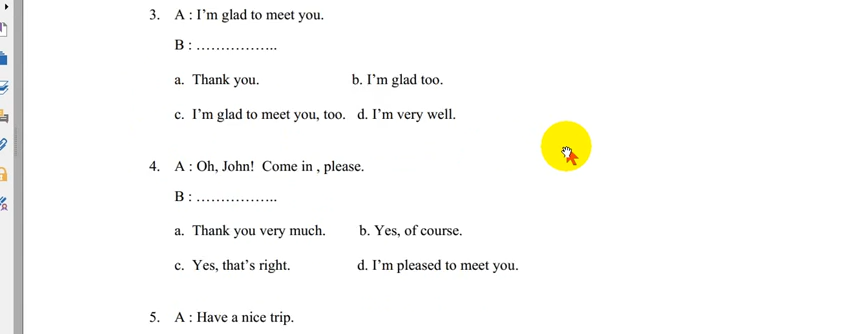 3. A : I’m glad to meet you.
B : ……………..
a. Thank you. b. I’m glad too.
c. I’m glad to meet you, too. d. I’m very well.
4. A : Oh, John! Come in , please.
B : ……………..
a. Thank you very much. b. Yes, of course.
c. Yes, that’s right. d. I’m pleased to meet you.
5. A : Have a nice trip.